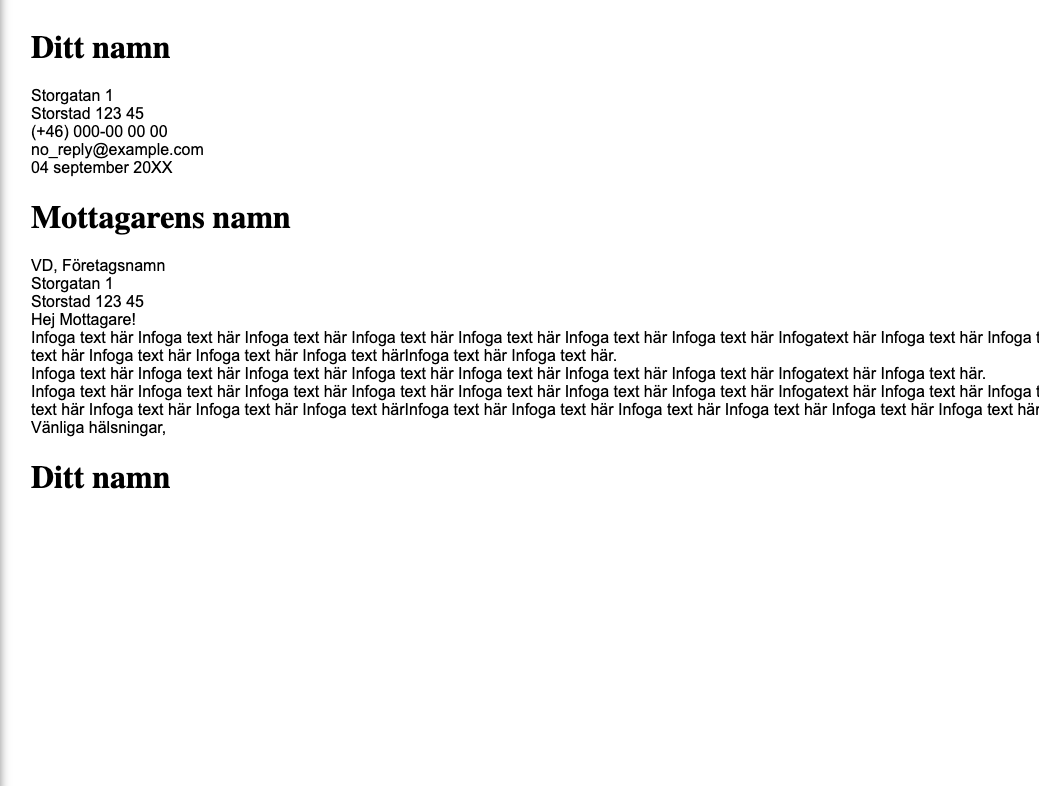 Ditt namn
Storgatan 1
Storstad 123 45
(+46) 000-00 00 00
no_reply@example.com
04 september 20XX
Mottagarens namn
VD, Företagsnamn
Storgatan 1
Storstad 123 45
Hej Mottagare!
Infoga text här Infoga text här Infoga text här Infoga text här Infoga text här Infoga text här Infoga text här Infogatext här Infoga text här Infoga
text här Infoga text här Infoga text här Infoga text härInfoga text här Infoga text här.
Infoga text här Infoga text här Infoga text här Infoga text här Infoga text här Infoga text här Infoga text här Infogatext här Infoga text här.
Infoga text här Infoga text här Infoga text här Infoga text här Infoga text här Infoga text här Infoga text här Infogatext här Infoga text här Infoga
text här Infoga text här Infoga text här Infoga text härInfoga text här Infoga text här Infoga text här Infoga text här Infoga text här Infoga text här
Vänliga hälsningar,
Ditt namn